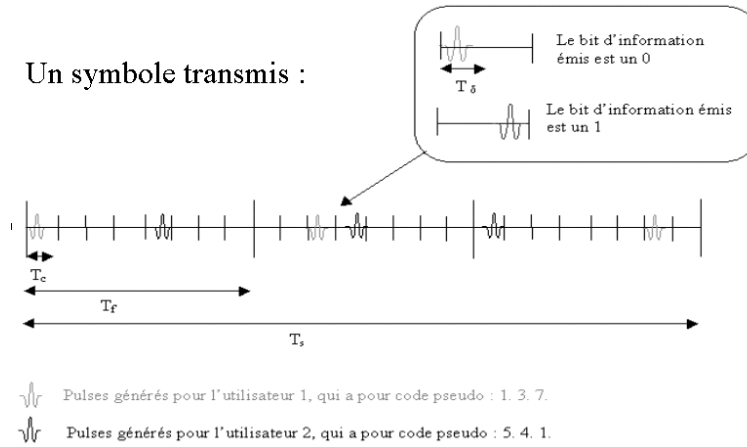 Un symbole transmis :
Le bit d'information
émis est un 0
T δ
Le bit d'information émis
est un 1
Tc
Tf
Ts
Pulses générés pour l'utilisateur 1, qui a pour code pseudo : 1. 3. 7.
Pulses générés pour l'utilisateur 2, qui a pour code pseudo : 5. 4. 1.